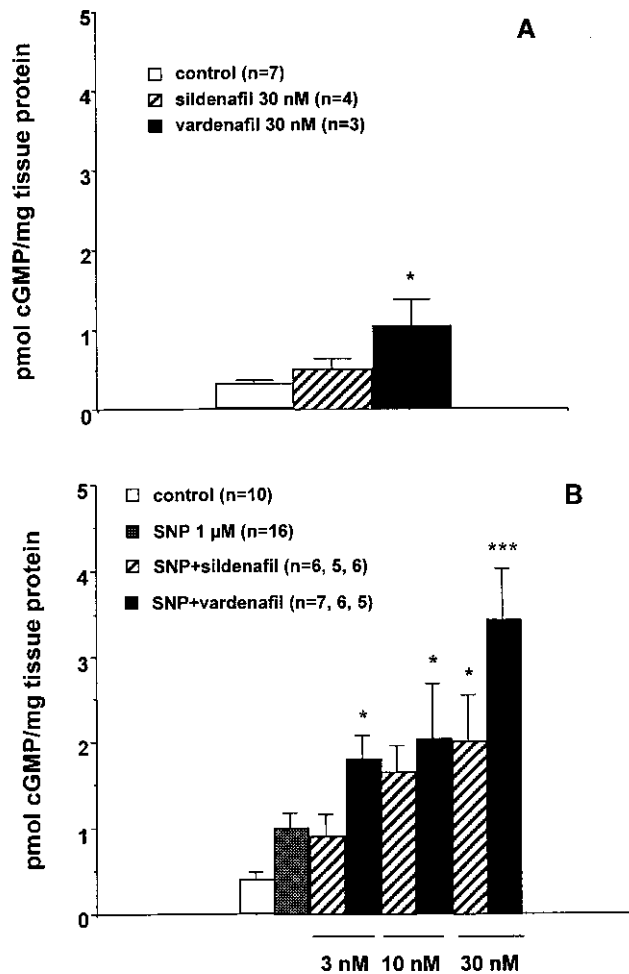 A
5
4
3
2
1
0
pmol cGMP/mg tissue protein
control (n=7)
sildenafil 30 nM (n=4)
vardenafil 30 nM (n=3)
*
B
5
4
3
2
1
0
pmol cGMP/mg tissue protein
control (n=10)
SNP 1 µM (n=16)
SNP+sildenafil (n=6, 5, 6)
SNP+vardenafil (n=7, 6, 5)
***
* *
*
3 nM 10 nM 30 nM